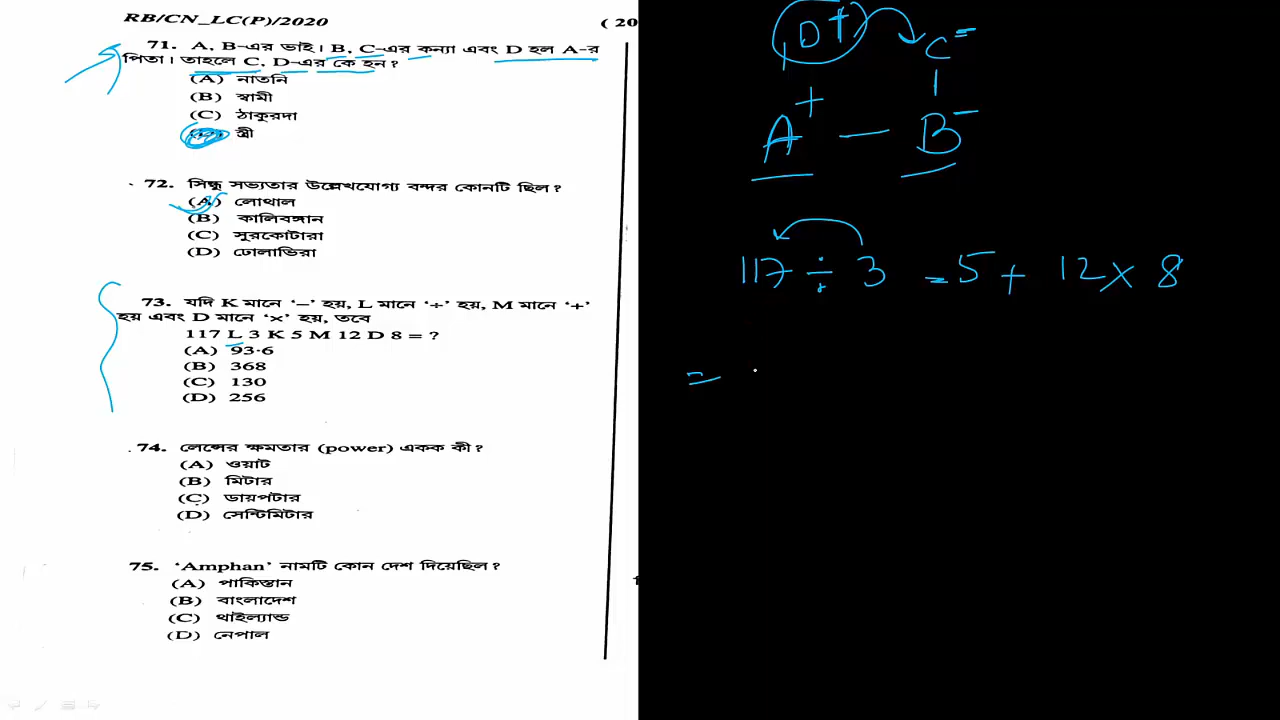 RB/CN_LC(P)/2020
( 20
71. A, B-এর ভাই। B, C-এর কন্যা এবং D হল A-র
পিতা। তাহলে C, D-এর কে হন?
(A) নাতনি
(B) স্বামী
(C) ঠাকুরদা
স্ত্রী
72. সিন্ধু সভ্যতার উল্লেখযোগ্য বন্দর কোনটি ছিল?
(A) লোথাল
(B) কালিবঙ্গান
(C) সুরকোটারা
(D) ঢোলাভিরা
73. যদি K মানে ‘–’ হয়, L মানে ‘÷’ হয়, M মানে ‘+’
হয় এবং D মানে ‘×’ হয়, তবে
117 L 3 K 5 M 12 D 8 = ?
(A) 93·6
(B) 368
(C) 130
(D) 256
74. লেন্সের ক্ষমতার (power) একক কী?
(A) ওয়াট
(B) মিটার
(C) ডায়পটার
(D) সেন্টিমিটার
75. ‘Amphan’ নামটি কোন দেশ দিয়েছিল?
(A) পাকিস্তান
(B) বাংলাদেশ
(C) থাইল্যান্ড
(D) নেপাল
D+ C=
A+ — B-
117 ÷ 3 - 5 + 12 × 8
=